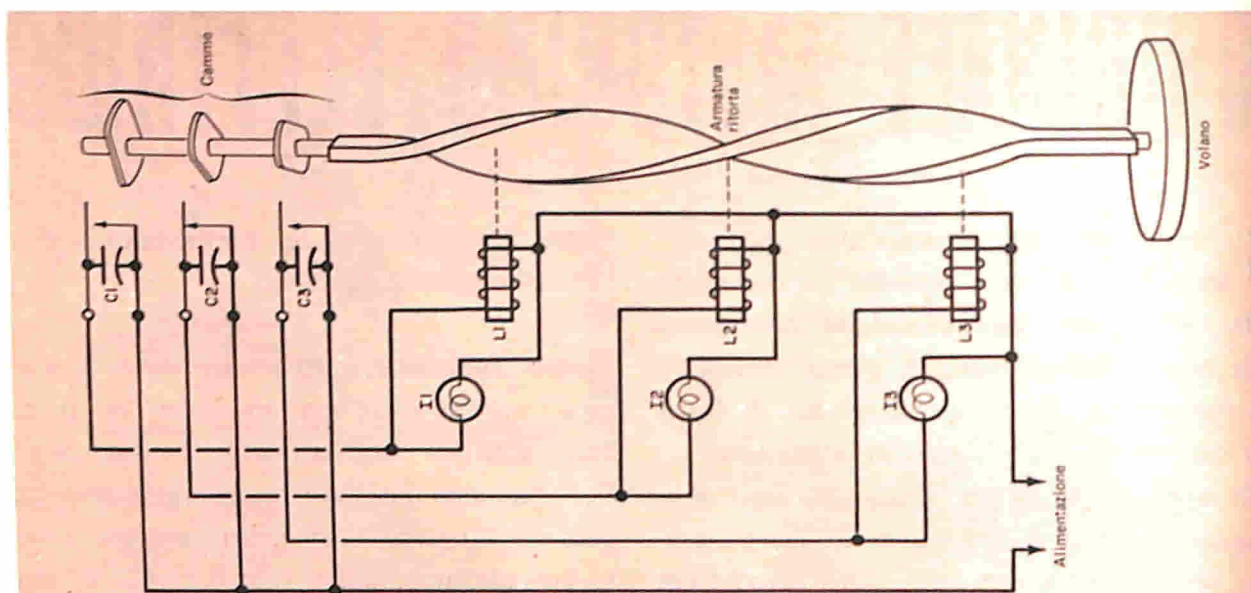 Camme
Armatura
ritorta
Volano
C1
C2
C3
L1
L2
L3
I1
I2
I3
Alimentazione